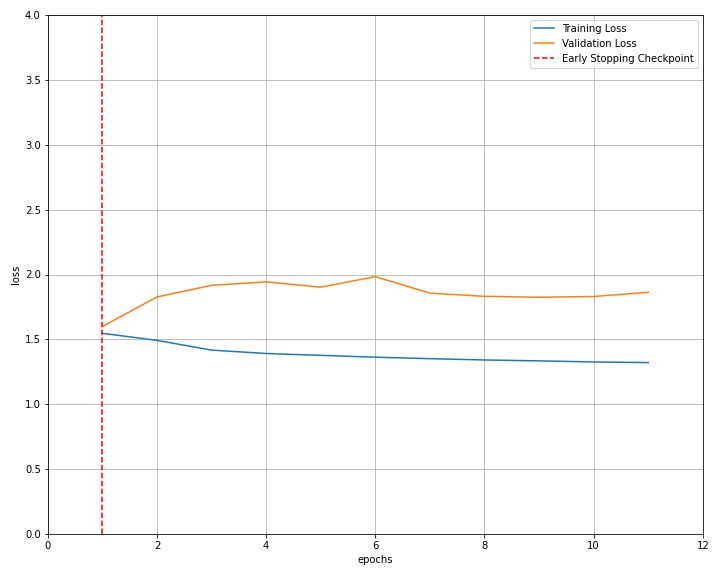 4.0
3.5
3.0
2.5
2.0
1.5
1.0
0.5
0.0
loss
0 2 4 6 8 10 12
epochs
Training Loss
Validation Loss
Early Stopping Checkpoint